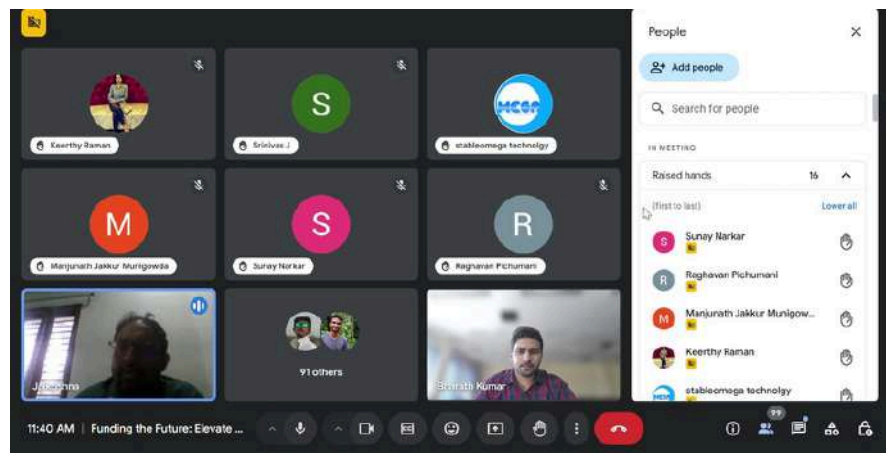 People
Add people
Search for people
IN MEETING
Raised hands 16
(first to last) Lower all
S Sunay Narkar
R Raghavan Pichumani
M Manjunath Jakkur Munigow...
Keerthy Raman
stableomega technolgy
Keerthy Raman
S
Srinivas J
MCGA
stableomega technolgy
M
Manjunath Jakkur Munigowda
S
Sunay Narkar
R
Raghavan Pichumani
91 others
Bharath Kumar
11:40 AM | Funding the Future: Elevate ...
99